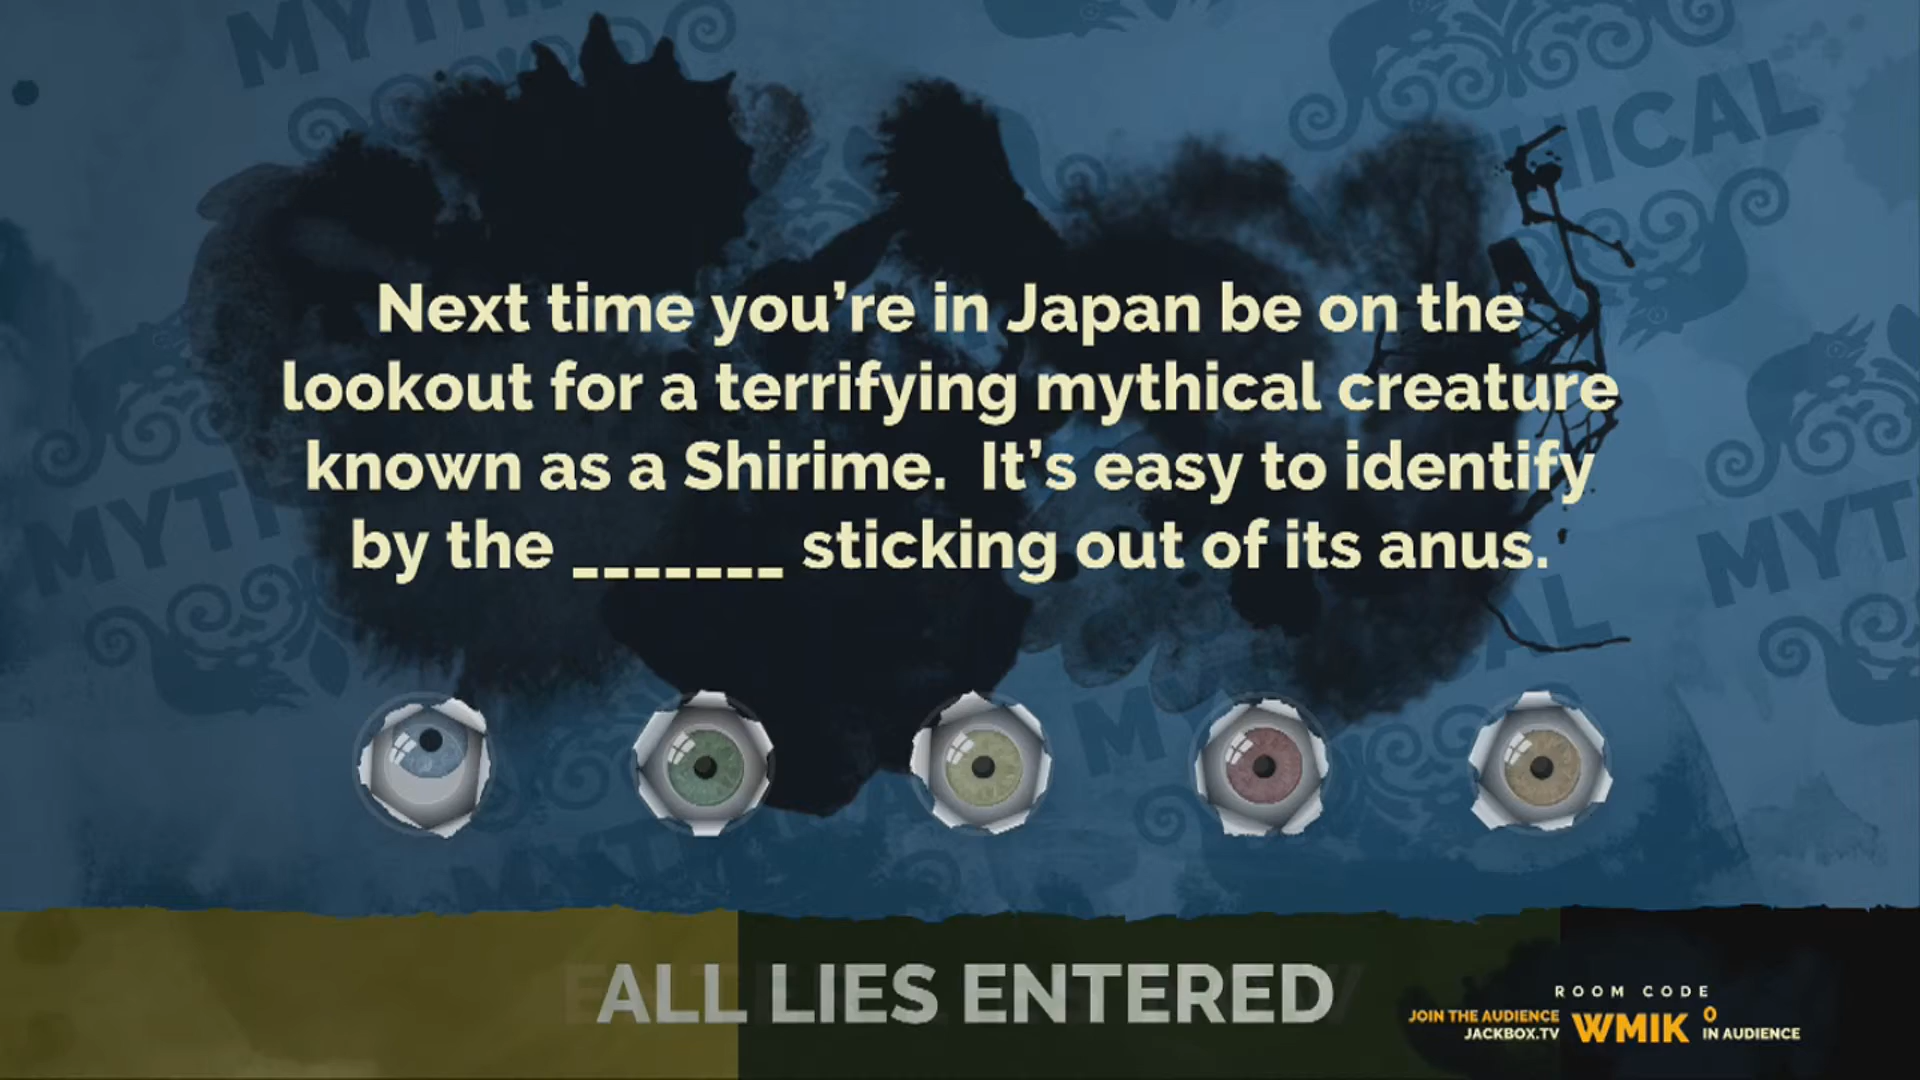 MYTHICAL
Next time you're in Japan be on the
lookout for a terrifying mythical creature
known as a Shirime.  It's easy to identify
by the _______ sticking out of its anus.
ALL LIES ENTERED
ROOM CODE
JOIN THE AUDIENCE
JACKBOX.TV
WMIK
0
IN AUDIENCE